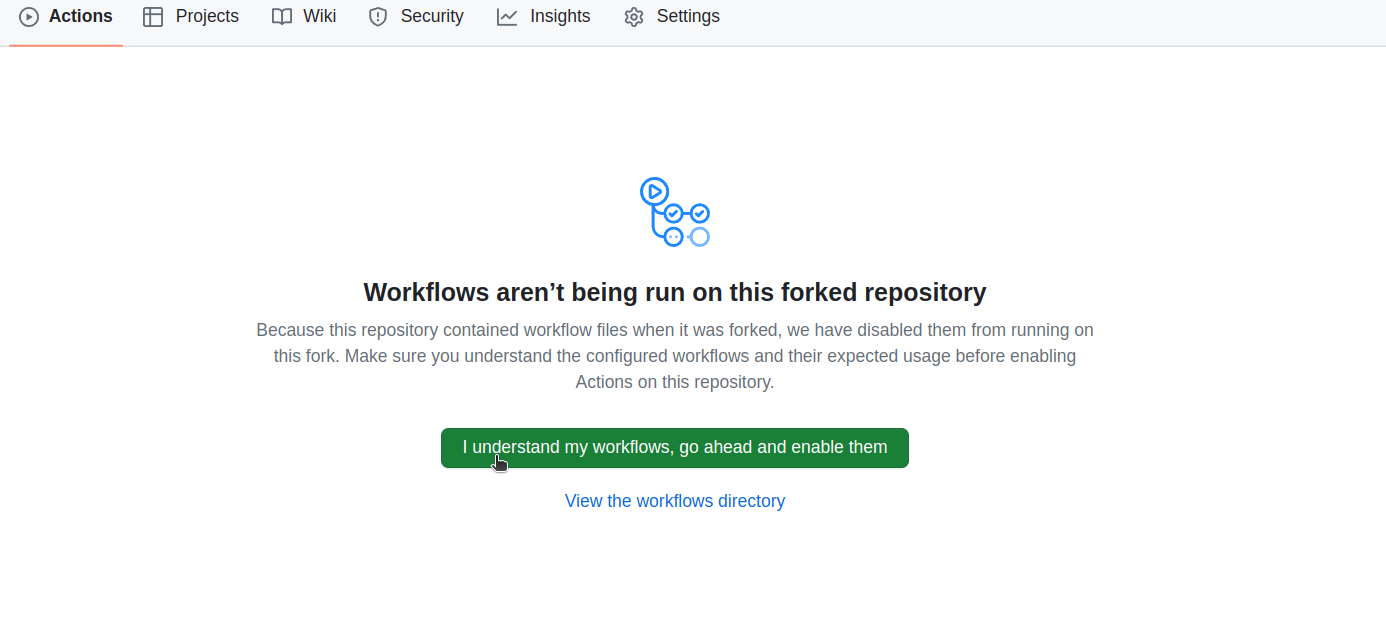 Actions Projects Wiki Security Insights Settings
Workflows aren’t being run on this forked repository
Because this repository contained workflow files when it was forked, we have disabled them from running on
this fork. Make sure you understand the configured workflows and their expected usage before enabling
Actions on this repository.
I understand my workflows, go ahead and enable them
View the workflows directory